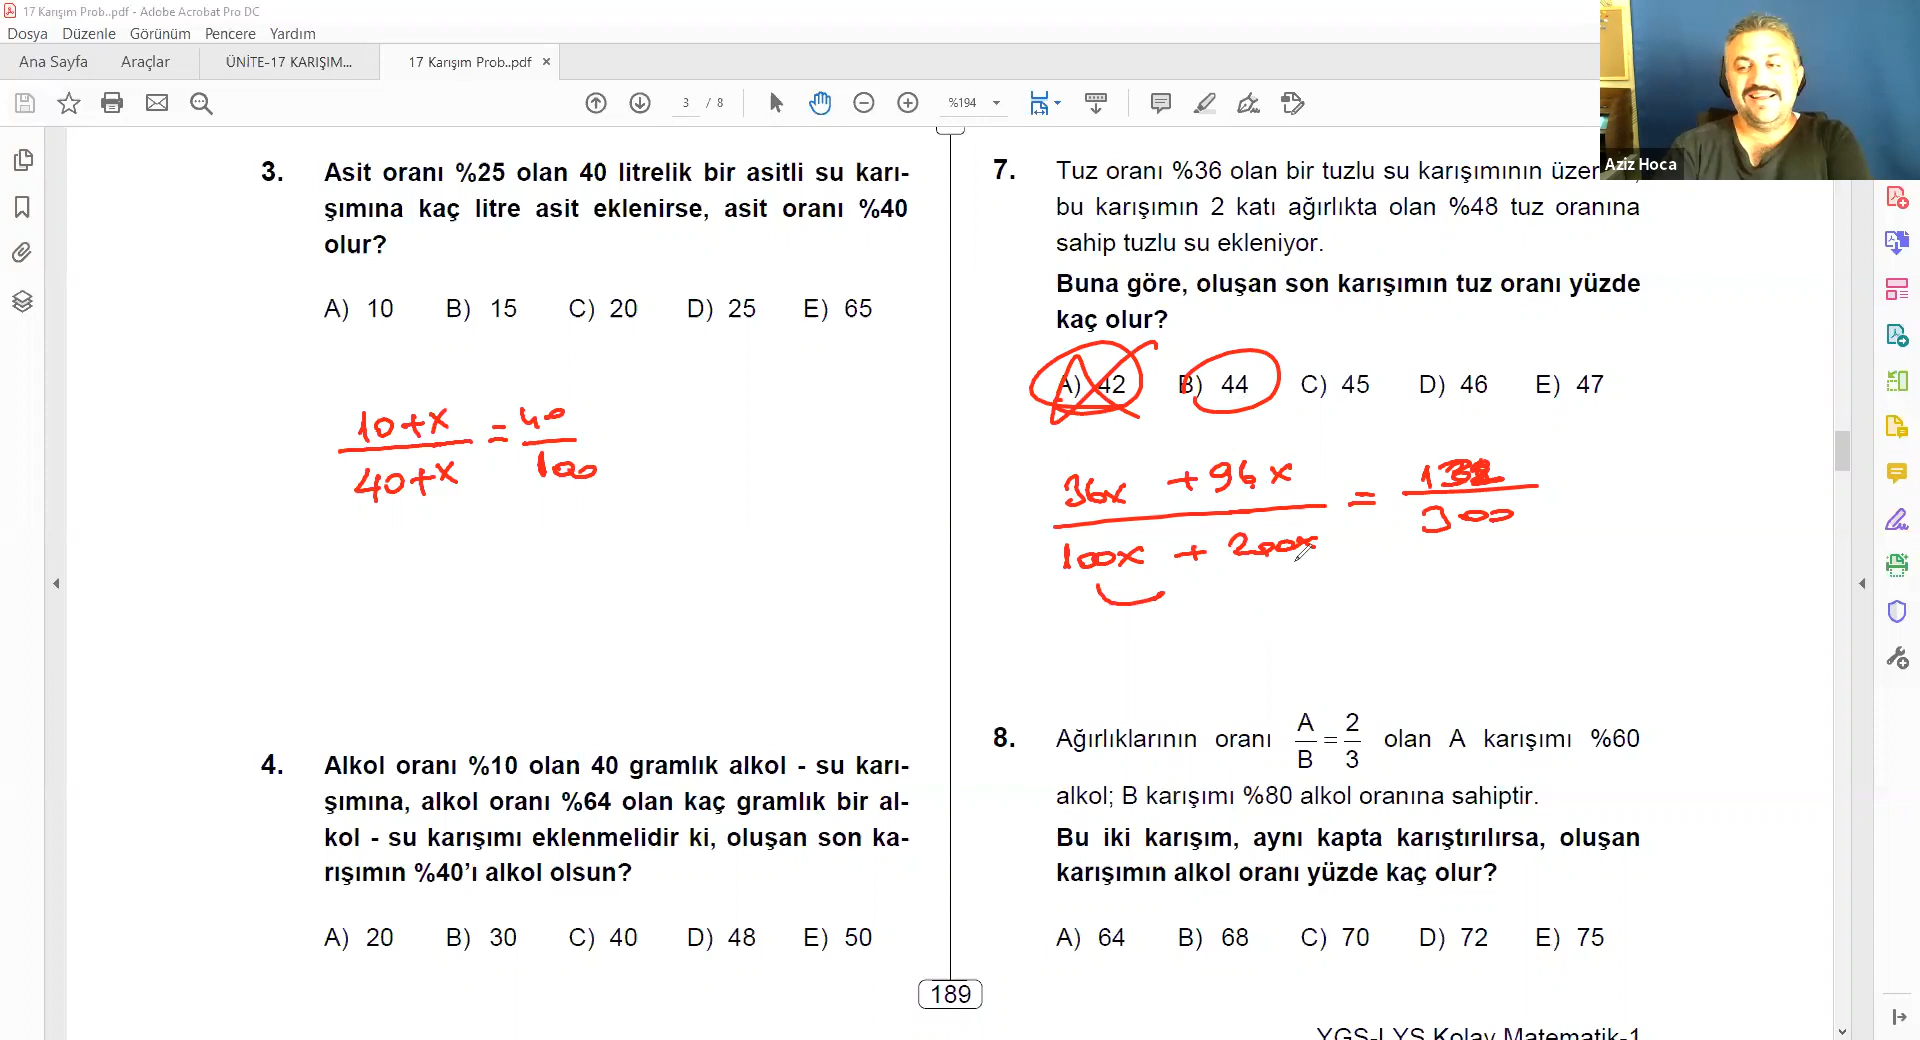 17 Karışım Prob..pdf - Adobe Acrobat Pro DC
Dosya Düzenle Görünüm Pencere Yardım
Ana Sayfa Araçlar ÜNİTE-17 KARIŞIM... 17 Karışım Prob..pdf ×
3 / 8 %194
Aziz Hoca
3. Asit oranı %25 olan 40 litrelik bir asitli su karı-
şımına kaç litre asit eklenirse, asit oranı %40
olur?
A) 10 B) 15 C) 20 D) 25 E) 65
10+x / 40+x = 40 / 100
4. Alkol oranı %10 olan 40 gramlık alkol - su karı-
şımına, alkol oranı %64 olan kaç gramlık bir al-
kol - su karışımı eklenmelidir ki, oluşan son ka-
rışımın %40’ı alkol olsun?
A) 20 B) 30 C) 40 D) 48 E) 50
7. Tuz oranı %36 olan bir tuzlu su karışımının
bu karışımın 2 katı ağırlıkta olan %48 tuz oranına
sahip tuzlu su ekleniyor.
Buna göre, oluşan son karışımın tuz oranı yüzde
kaç olur?
A) 42 B) 44 C) 45 D) 46 E) 47
36x + 96x / 100x + 200x = 132 / 300
8. Ağırlıklarının oranı A/B = 2/3 olan A karışımı %60
alkol; B karışımı %80 alkol oranına sahiptir.
Bu iki karışım, aynı kapta karıştırılırsa, oluşan
karışımın alkol oranı yüzde kaç olur?
A) 64 B) 68 C) 70 D) 72 E) 75
189
YGS-LYS Kolay Matematik-1